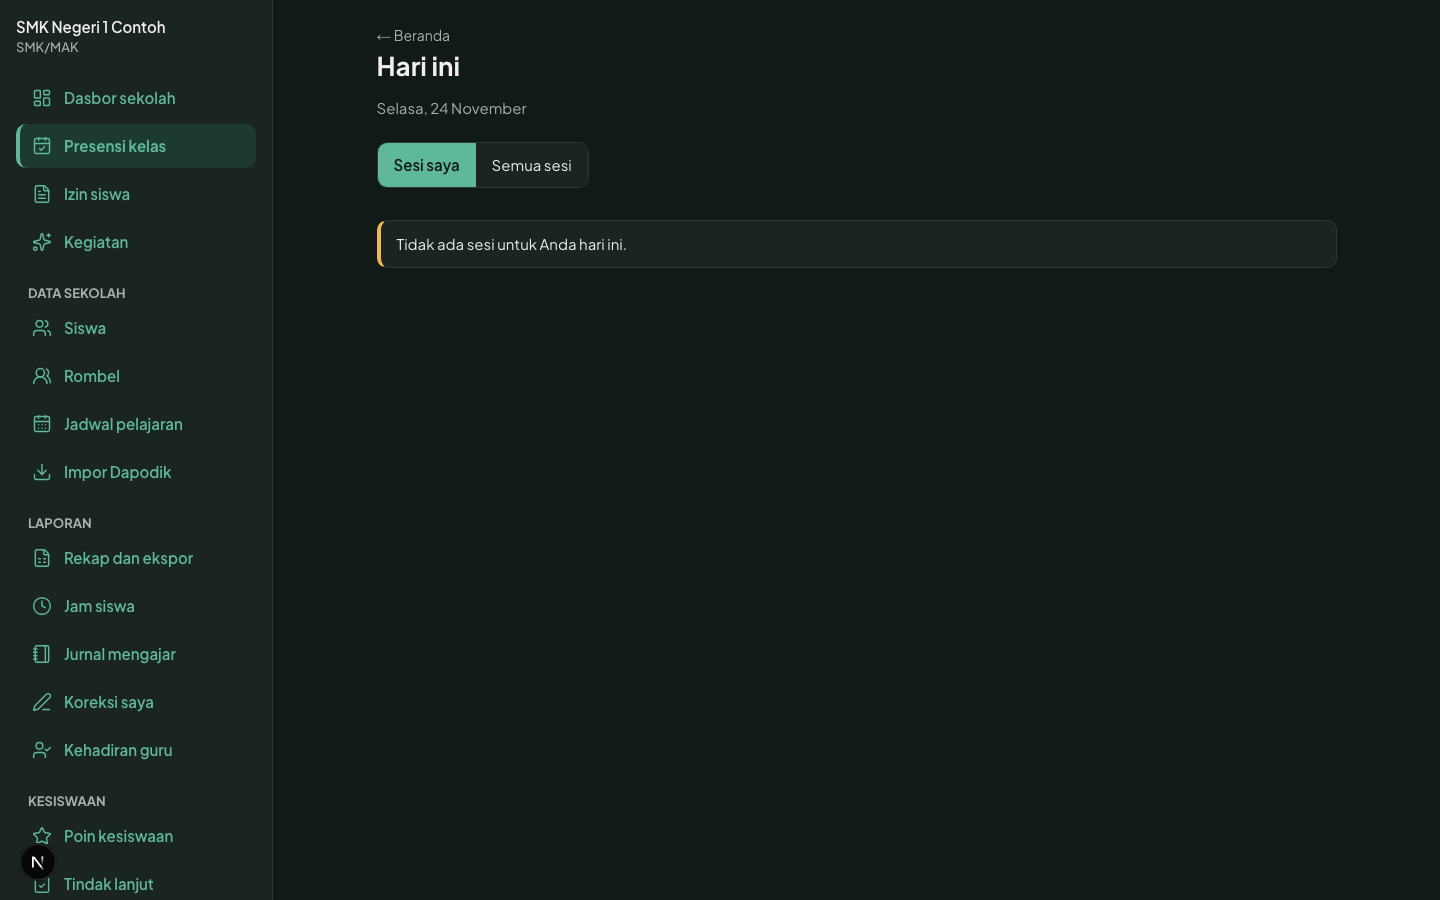 SMK Negeri 1 Contoh
SMK/MAK
Dasbor sekolah
Presensi kelas
Izin siswa
Kegiatan
DATA SEKOLAH
Siswa
Rombel
Jadwal pelajaran
Impor Dapodik
LAPORAN
Rekap dan ekspor
Jam siswa
Jurnal mengajar
Koreksi saya
Kehadiran guru
KESISWAAN
Poin kesiswaan
N
Tindak lanjut
← Beranda
Hari ini
Selasa, 24 November
Sesi saya
Semua sesi
Tidak ada sesi untuk Anda hari ini.